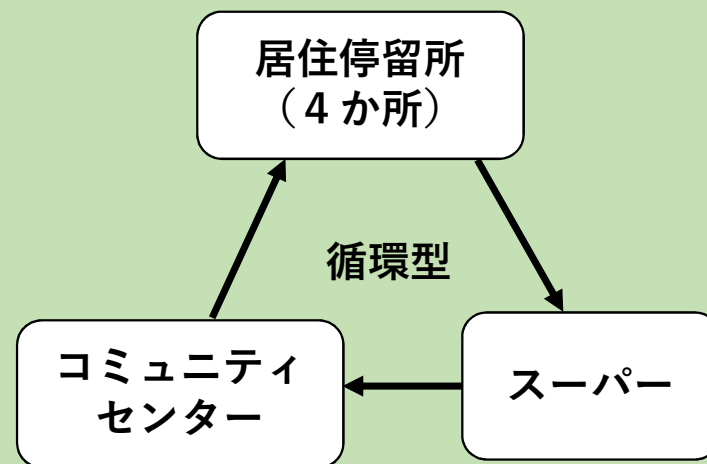 居住停留所
（４か所）
循環型
コミュニティ
センター
スーパー